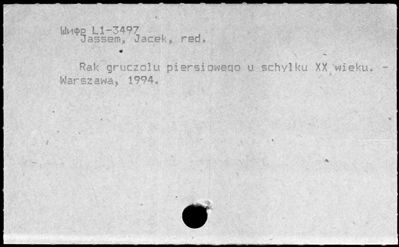 Шифр L1-3497
Jassem, Jacek, red.
Rak gruczolu piersiowego u schylku XX wieku. -
Warszawa, 1994.